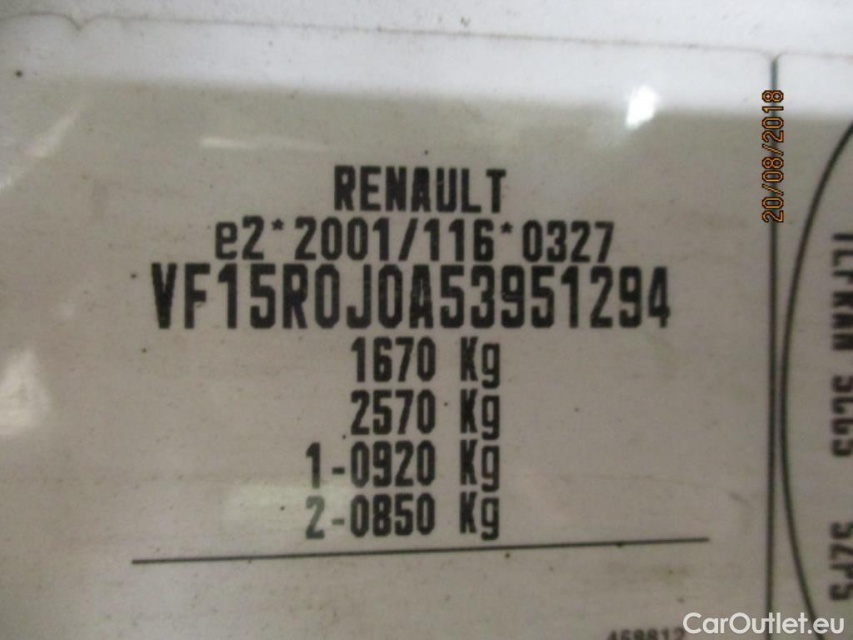 RENAULT
e2*2001/116*0327
VF15R0J0A53951294
1670 Kg
2570 Kg
1-0920 Kg
2-0850 Kg
20/08/2018
CarOutlet.eu